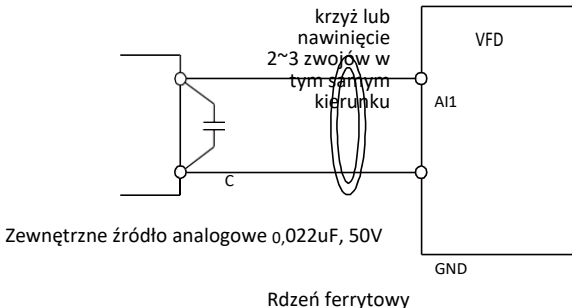 krzyż lub
nawinięcie
2~3 zwojów w
tym samym
kierunku
VFD
AI1
C
Zewnętrzne źródło analogowe 0,022uF, 50V
GND
Rdzeń ferrytowy